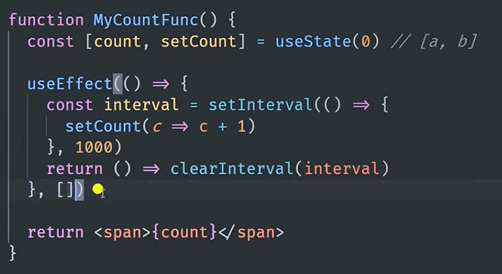 function MyCountFunc() {
  const [count, setCount] = useState(0) // [a, b]

  useEffect(() => {
    const interval = setInterval(() => {
      setCount(c => c + 1)
    }, 1000)
    return () => clearInterval(interval)
  }, [])

  return <span>{count}</span>
}